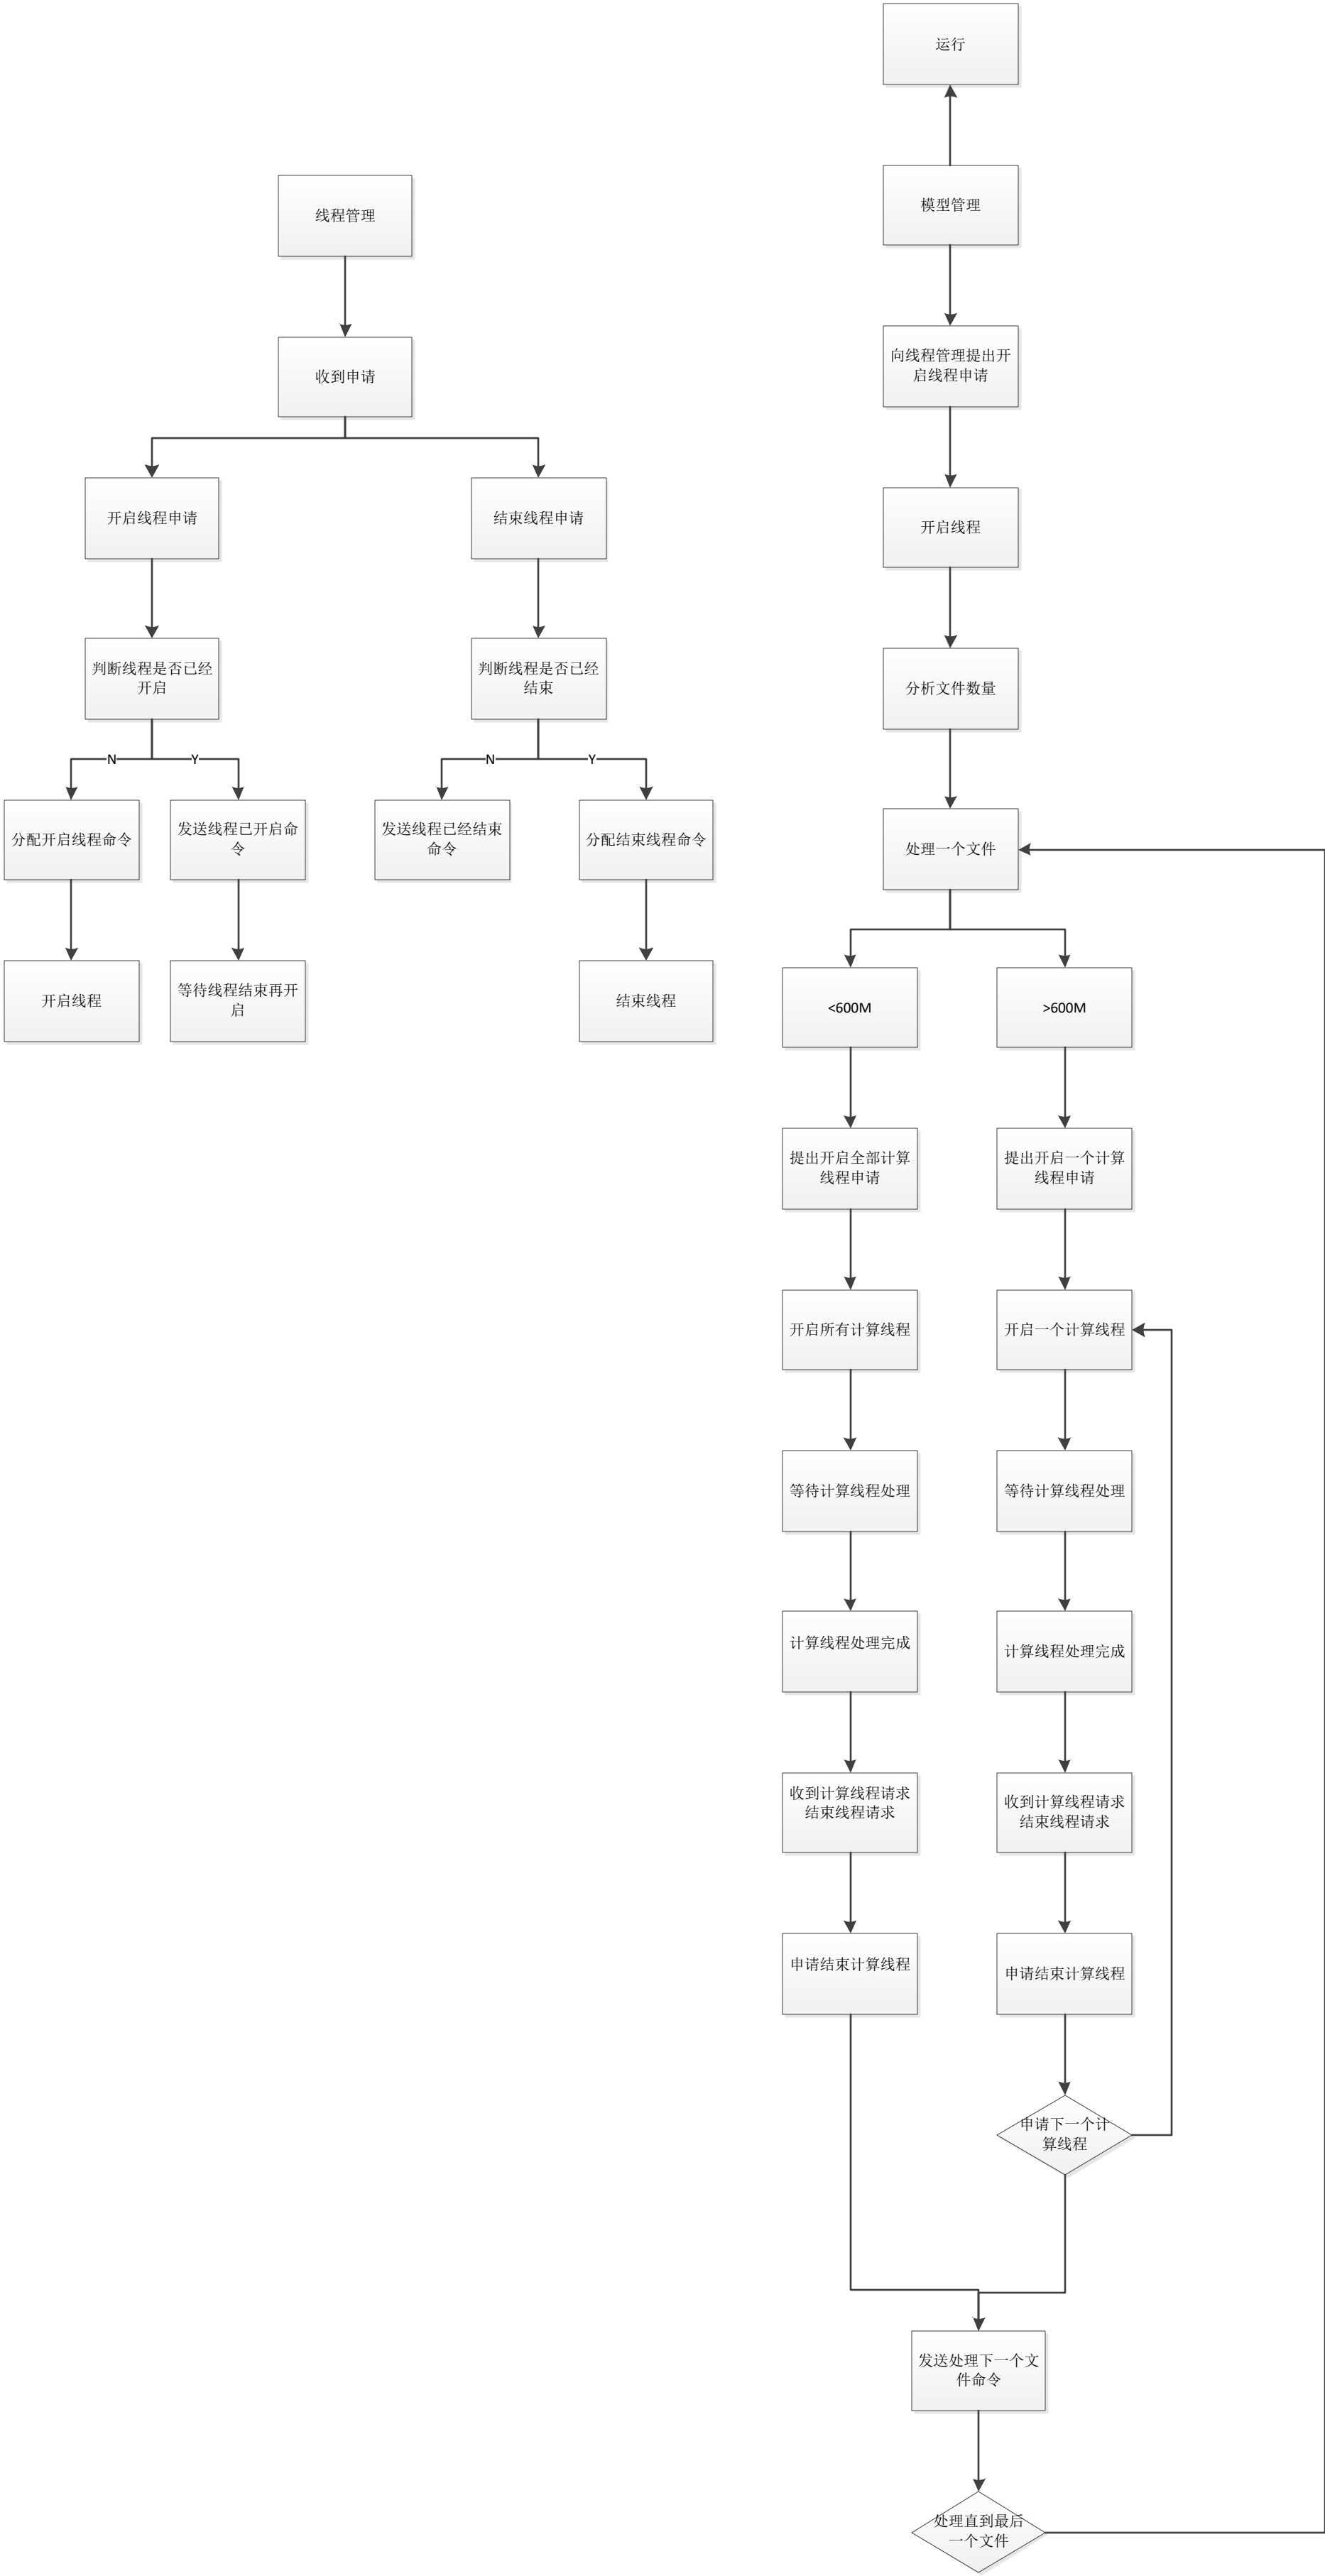 运行
模型管理
线程管理
向线程管理提出开
启线程申请
收到申请
开启线程申请
结束线程申请
开启线程
判断线程是否已经
开启
判断线程是否已经
结束
分析文件数量
N
Y
N
Y
分配开启线程命令
发送线程已开启命
令
发送线程已经结束
命令
分配结束线程命令
处理一个文件
开启线程
等待线程结束再开
启
结束线程
<600M
>600M
提出开启全部计算
线程申请
提出开启一个计算
线程申请
开启所有计算线程
开启一个计算线程
等待计算线程处理
等待计算线程处理
计算线程处理完成
计算线程处理完成
收到计算线程请求
结束线程请求
收到计算线程请求
结束线程请求
申请结束计算线程
申请结束计算线程
申请下一个计
算线程
发送处理下一个文
件命令
处理直到最后
一个文件